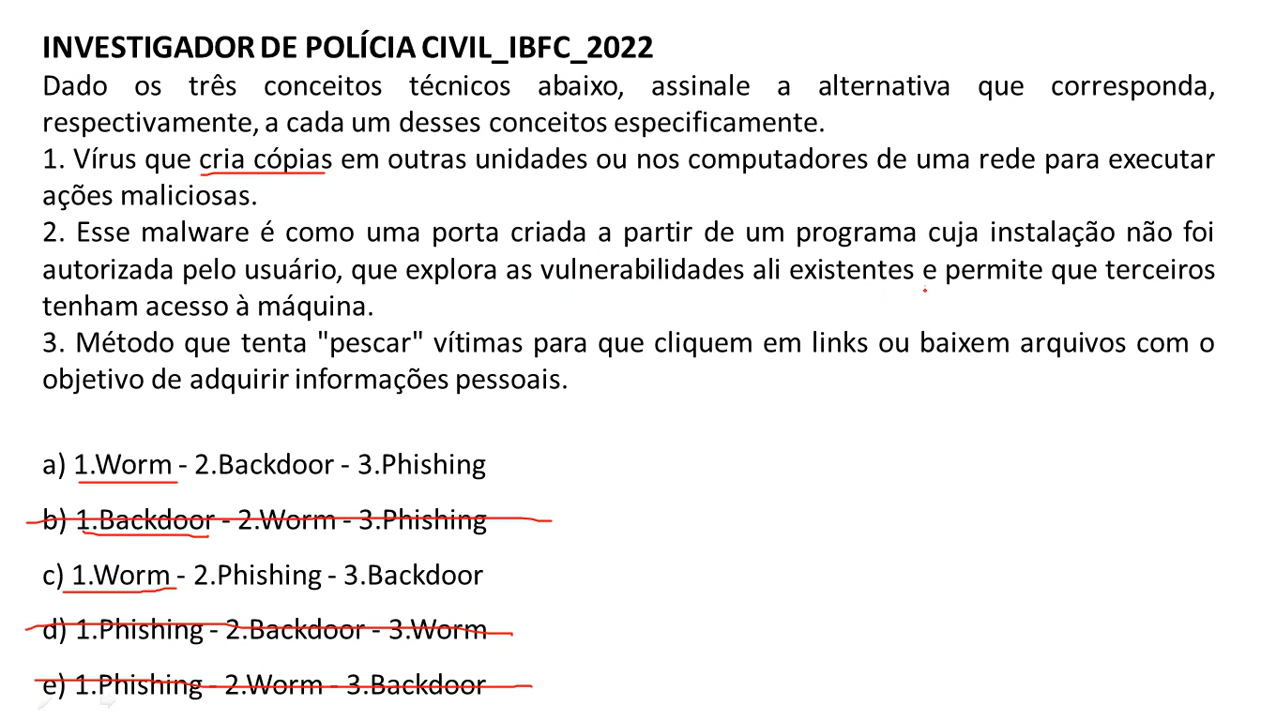 INVESTIGADOR DE POLÍCIA CIVIL_IBFC_2022
Dado os três conceitos técnicos abaixo, assinale a alternativa que corresponda,
respectivamente, a cada um desses conceitos especificamente.
1. Vírus que cria cópias em outras unidades ou nos computadores de uma rede para executar
ações maliciosas.
2. Esse malware é como uma porta criada a partir de um programa cuja instalação não foi
autorizada pelo usuário, que explora as vulnerabilidades ali existentes e permite que terceiros
tenham acesso à máquina.
3. Método que tenta "pescar" vítimas para que cliquem em links ou baixem arquivos com o
objetivo de adquirir informações pessoais.
a) 1.Worm - 2.Backdoor - 3.Phishing
b) 1.Backdoor - 2.Worm - 3.Phishing
c) 1.Worm - 2.Phishing - 3.Backdoor
d) 1.Phishing - 2.Backdoor - 3.Worm
e) 1.Phishing - 2.Worm - 3.Backdoor